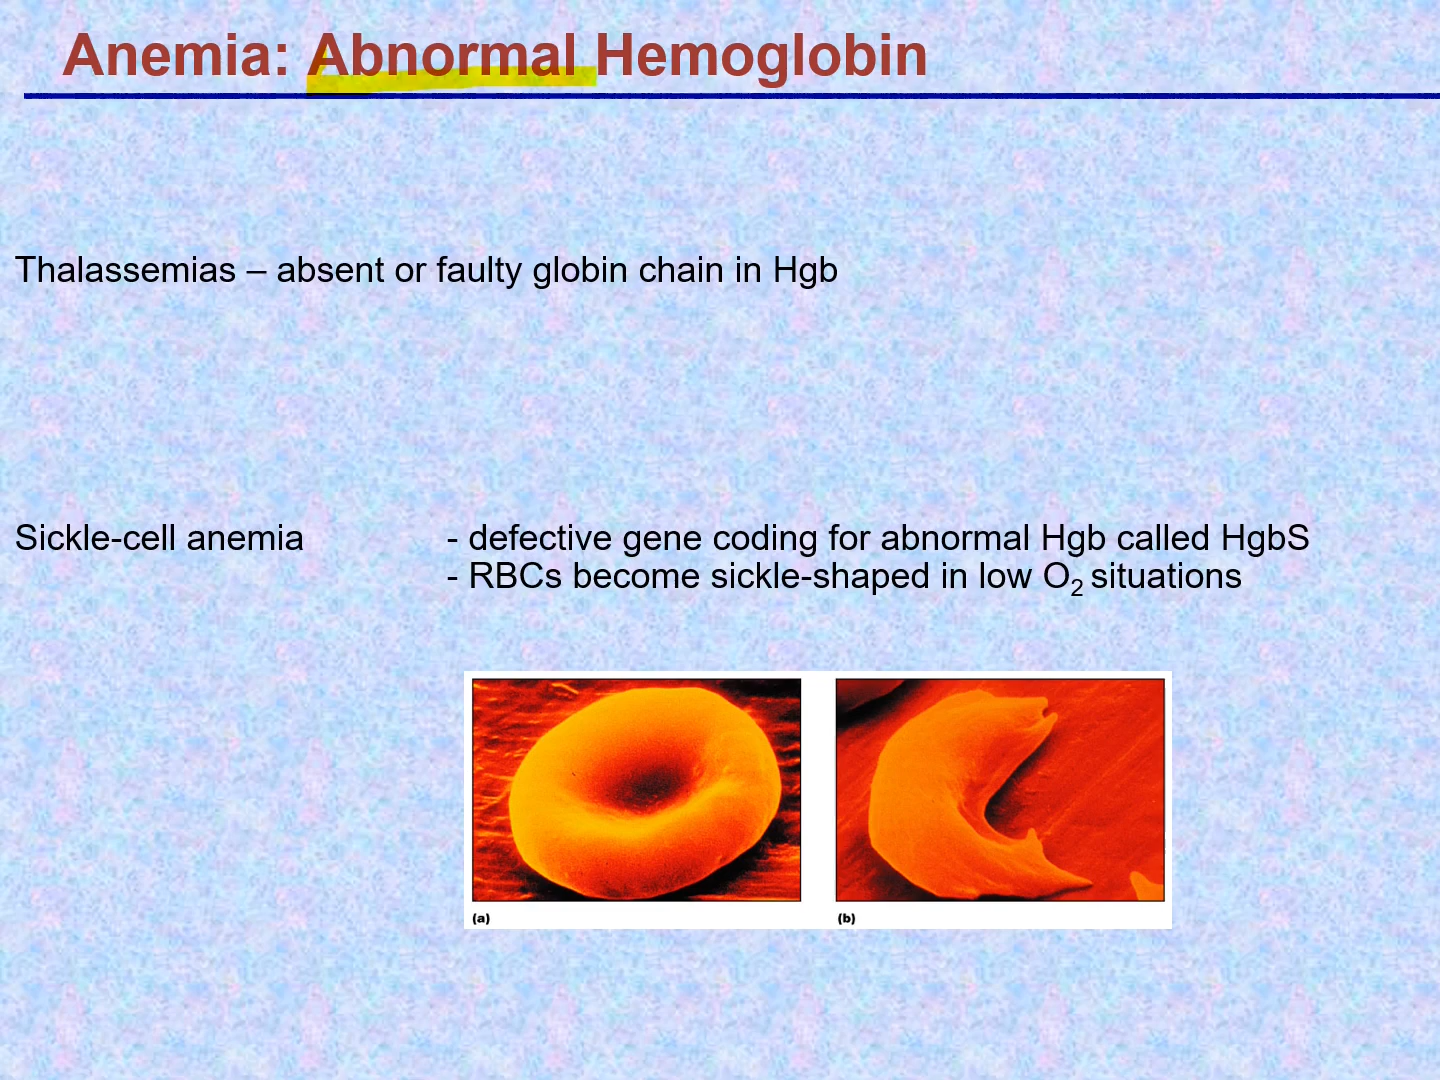 Anemia: Abnormal Hemoglobin
Thalassemias – absent or faulty globin chain in Hgb
Sickle-cell anemia - defective gene coding for abnormal Hgb called HgbS
- RBCs become sickle-shaped in low O₂ situations
(a) (b)